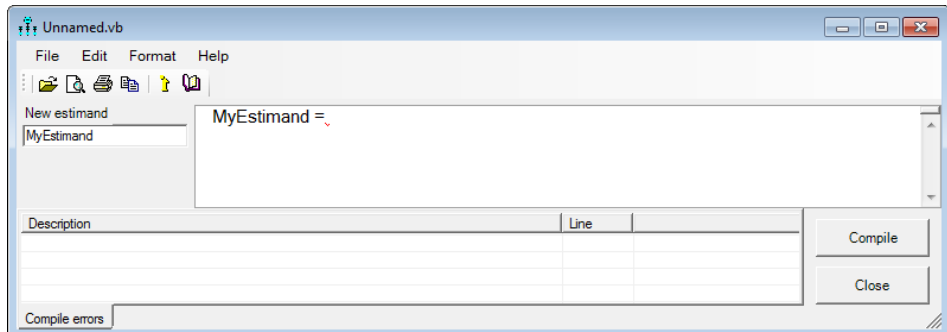 Unnamed.vb
File Edit Format Help
New estimand
MyEstimand
MyEstimand =
Description Line
Compile
Close
Compile errors